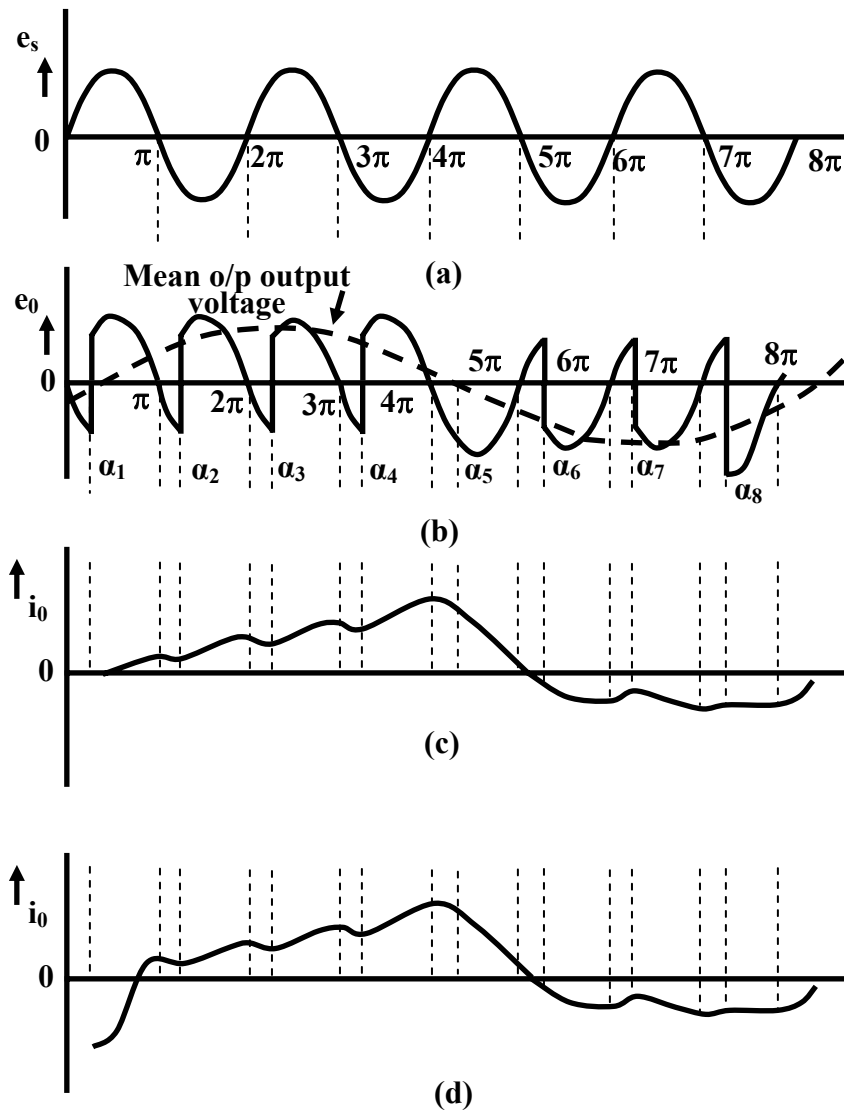 eₛ
0
π 2π 3π 4π 5π 6π 7π 8π
(a)
Mean o/p output
voltage
e₀
0
π 2π 3π 4π 5π 6π 7π 8π
α₁ α₂ α₃ α₄ α₅ α₆ α₇ α₈
(b)
i₀
0
(c)
i₀
0
(d)